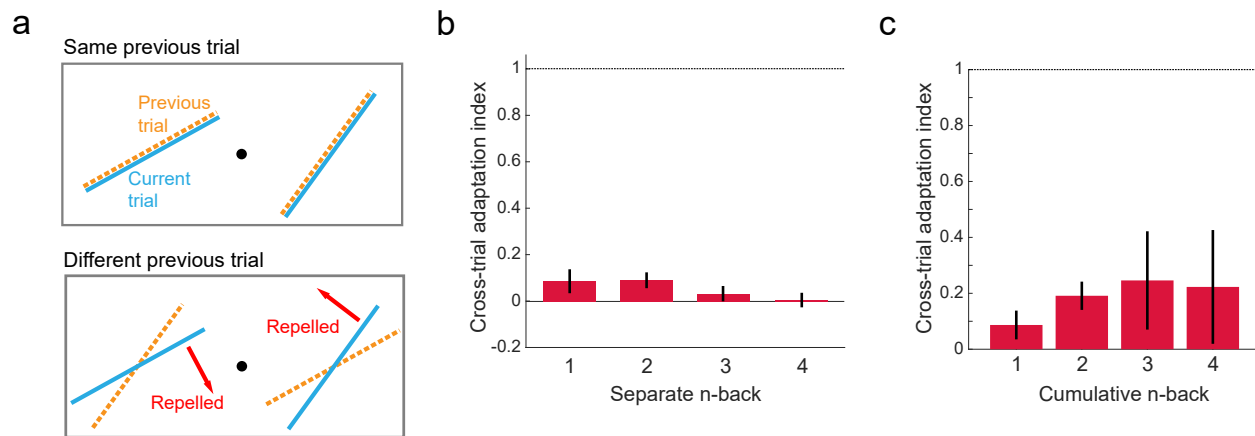 a
Same previous trial
Previous
trial
Current
trial
Different previous trial
Repelled
Repelled
b
Cross-trial adaptation index
1
0.8
0.6
0.4
0.2
0
-0.2
1 2 3 4
Separate n-back
c
Cross-trial adaptation index
1
0.8
0.6
0.4
0.2
0
1 2 3 4
Cumulative n-back